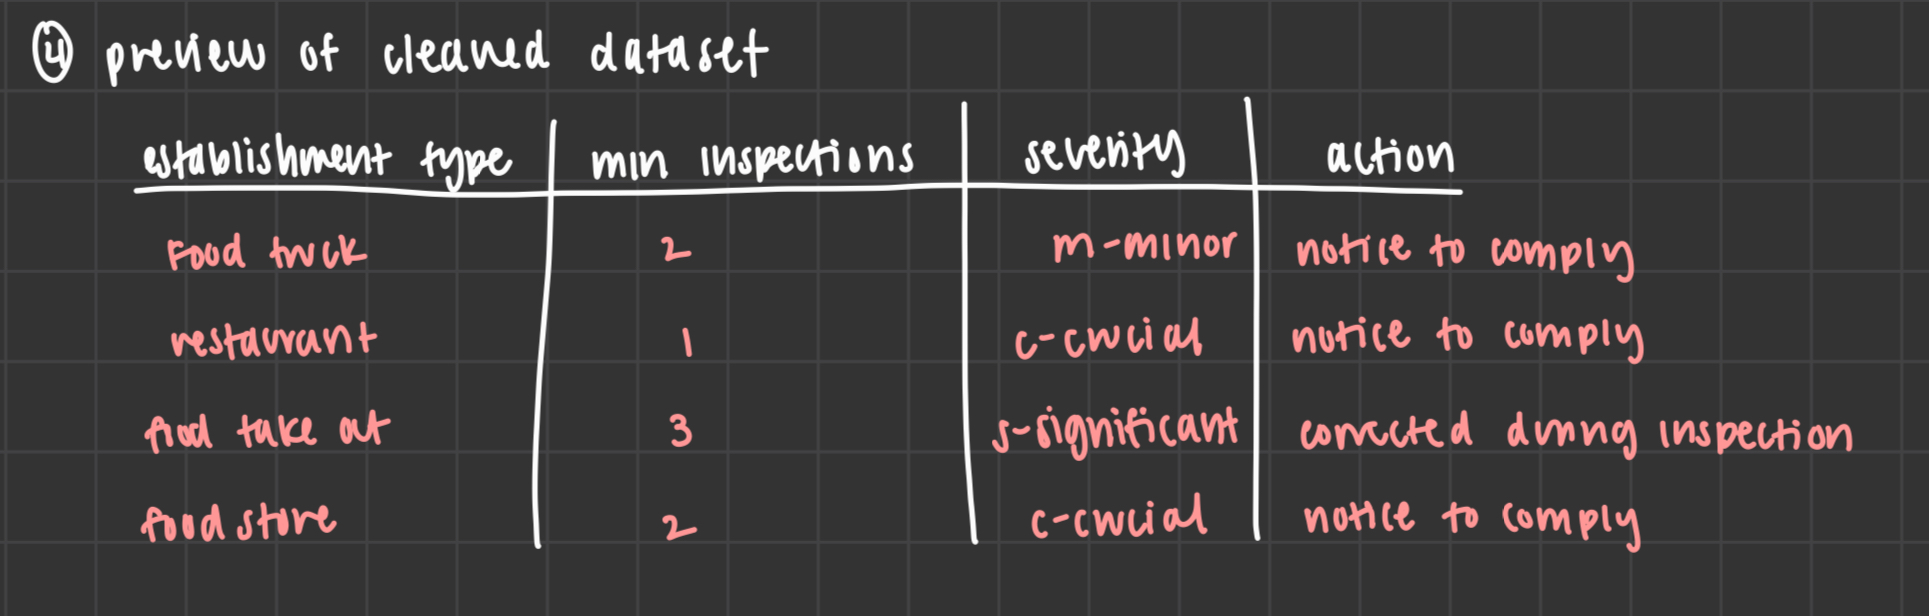 ④ preview of cleaned dataset
establishment type min inspections severity action
Food truck 2 m-minor notice to comply
restaurant 1 c-crucial notice to comply
food take out 3 s-significant corrected during inspection
food store 2 c-crucial notice to comply